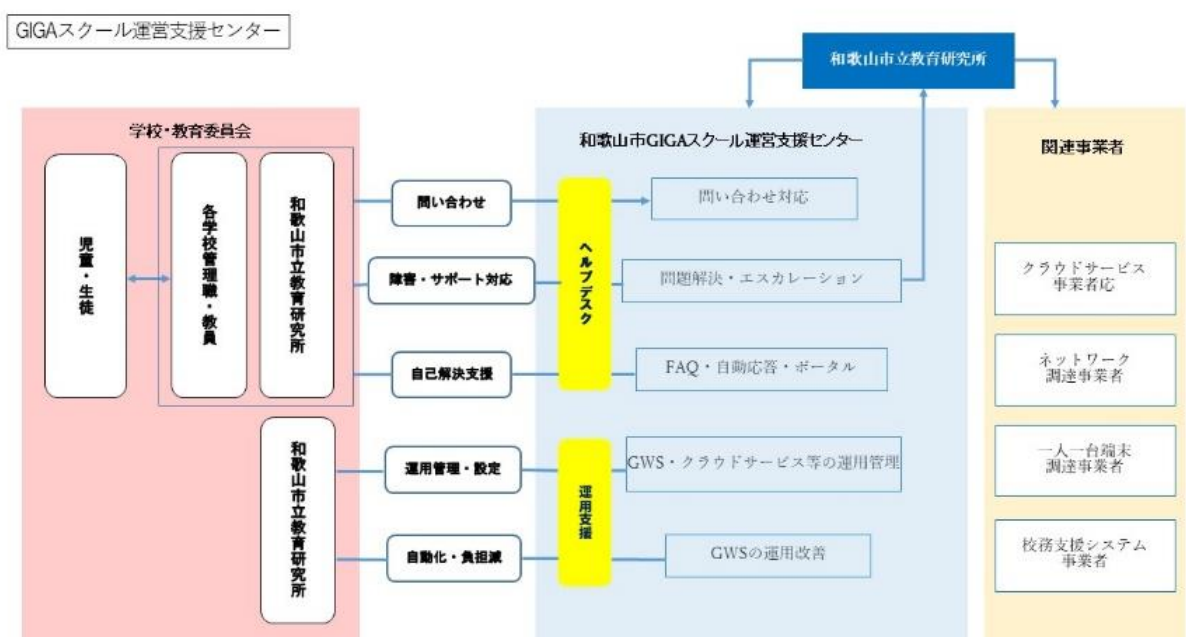 GIGAスクール運営支援センター
和歌山市立教育研究所
学校・教育委員会
児童・生徒
各学校管理職・教員
和歌山市立教育研究所
和歌山市立教育研究所
問い合わせ
障害・サポート対応
自己解決支援
運用管理・設定
自動化・負担減
和歌山市GIGAスクール運営支援センター
ヘルプデスク
運用支援
問い合わせ対応
問題解決・エスカレーション
FAQ・自動応答・ポータル
GWS・クラウドサービス等の運用管理
GWSの運用改善
関連事業者
クラウドサービス
事業者応
ネットワーク
調達事業者
一人一台端末
調達事業者
校務支援システム
事業者